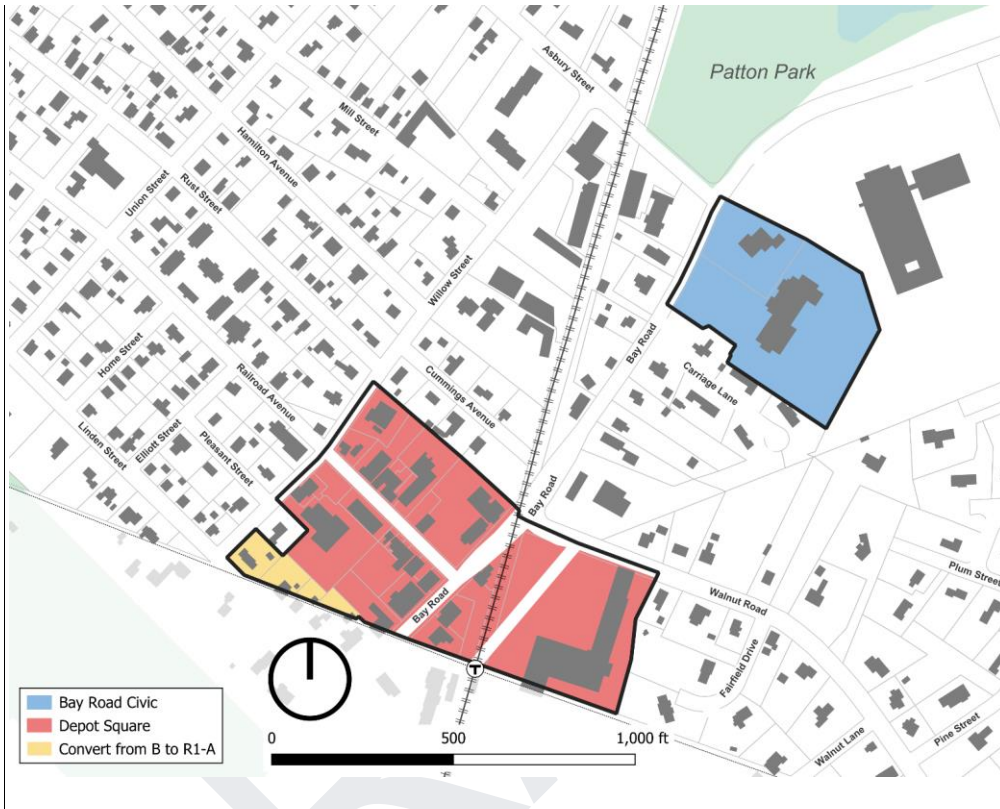 Asbury Street
Patton Park
Mill Street
Hamilton Avenue
Union Street
Rust Street
Willow Street
Bay Road
Carriage Lane
Home Street
Railroad Avenue
Cummings Avenue
Linden Street
Elliott Street
Pleasant Street
Bay Road
Plum Street
Bay Road
Walnut Road
T
Fairfield Drive
Pine Street
Walnut Lane
Bay Road Civic
Depot Square
Convert from B to R1-A
0 500 1,000 ft